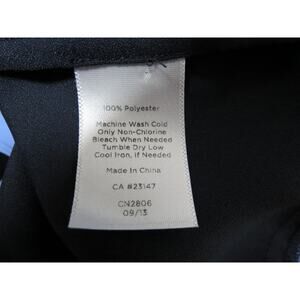 100% Polyester
Machine Wash Cold
Only Non-Chlorine
Bleach When Needed
Tumble Dry Low
Cool Iron, If Needed
Made In China
CA #23147
CN2806
09/13